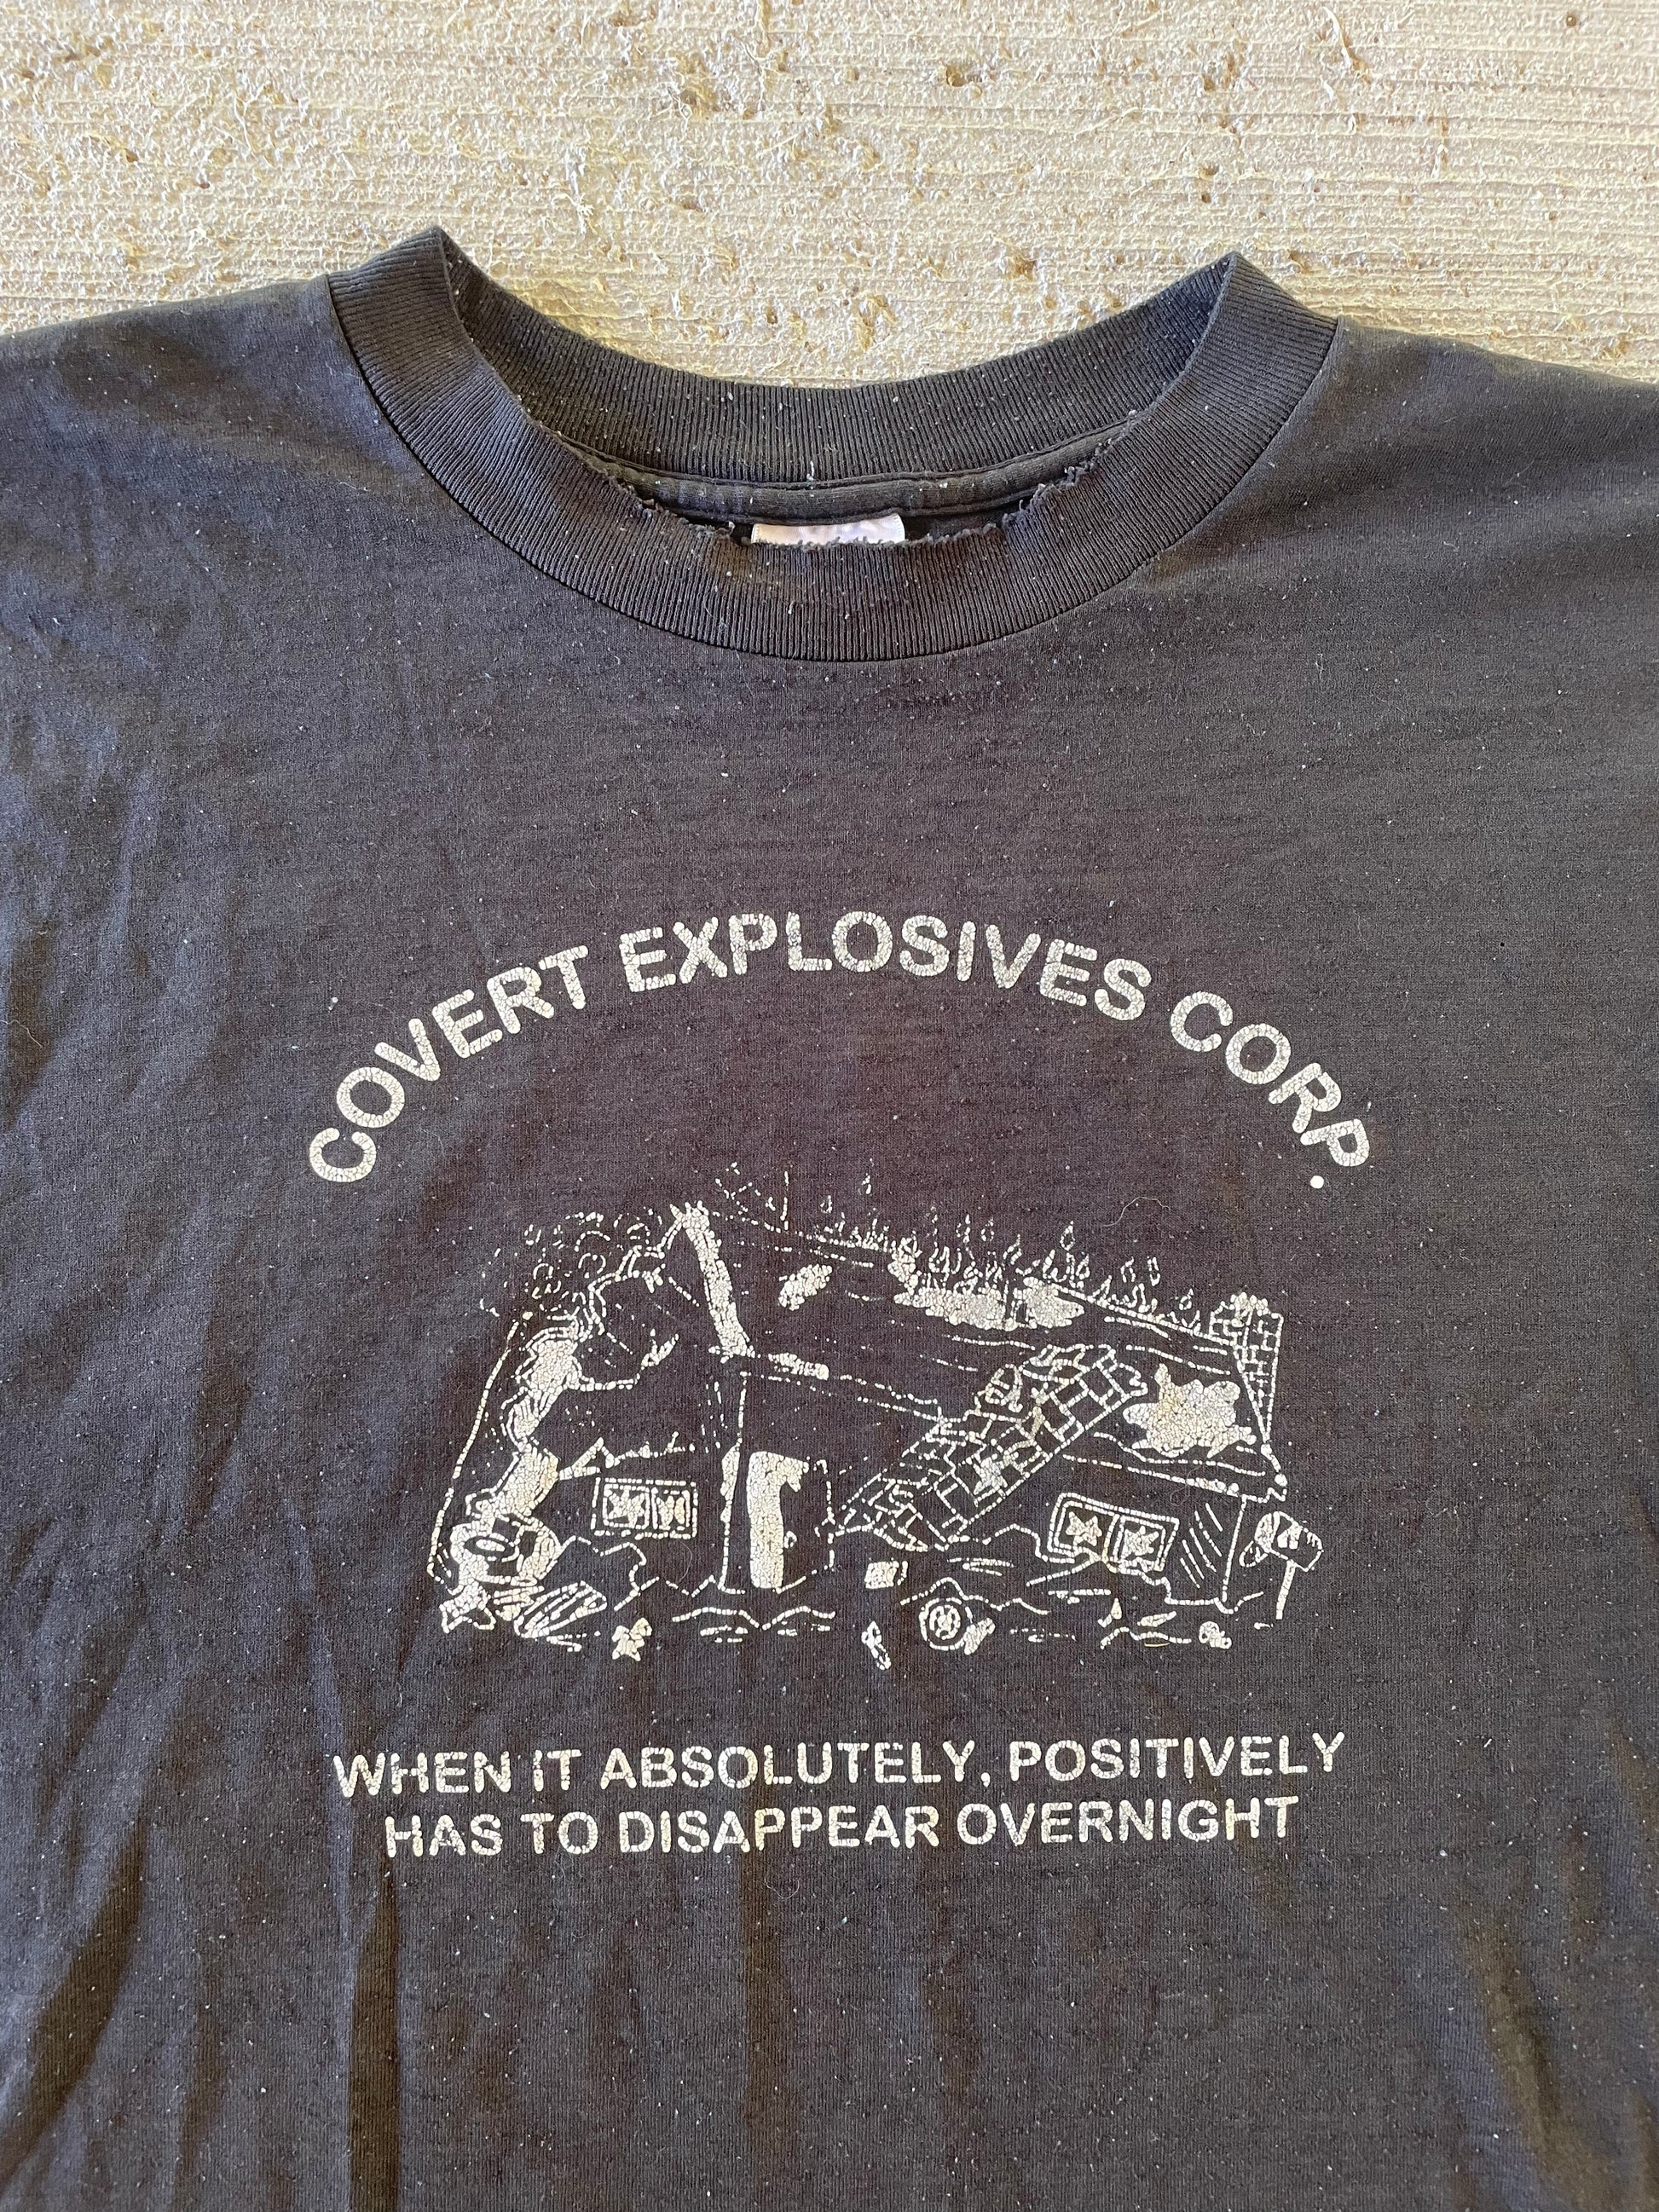 COVERT EXPLOSIVES CORP.
WHEN IT ABSOLUTELY, POSITIVELY
HAS TO DISAPPEAR OVERNIGHT